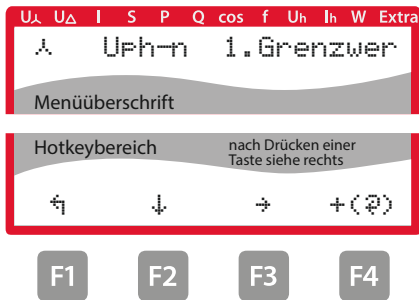 U⅄ U∆ I S P Q cos f Uh Ih W Extra
⅄ UPh-n 1.Grenzwer
Menüüberschrift
Hotkeybereich
nach Drücken einer
Taste siehe rechts
↰ ↓ → +(⊋)
F1 F2 F3 F4